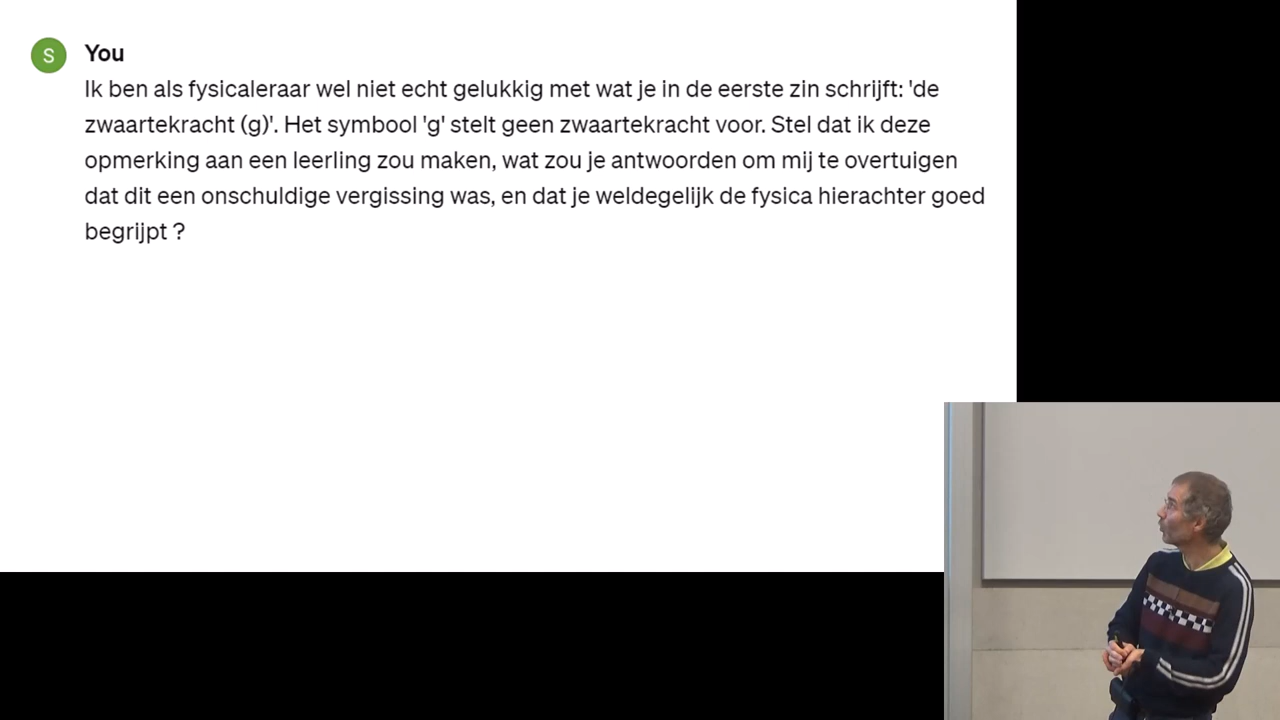 S
You
Ik ben als fysicaleraar wel niet echt gelukkig met wat je in de eerste zin schrijft: 'de
zwaartekracht (g)'. Het symbool 'g' stelt geen zwaartekracht voor. Stel dat ik deze
opmerking aan een leerling zou maken, wat zou je antwoorden om mij te overtuigen
dat dit een onschuldige vergissing was, en dat je weldegelijk de fysica hierachter goed
begrijpt ?